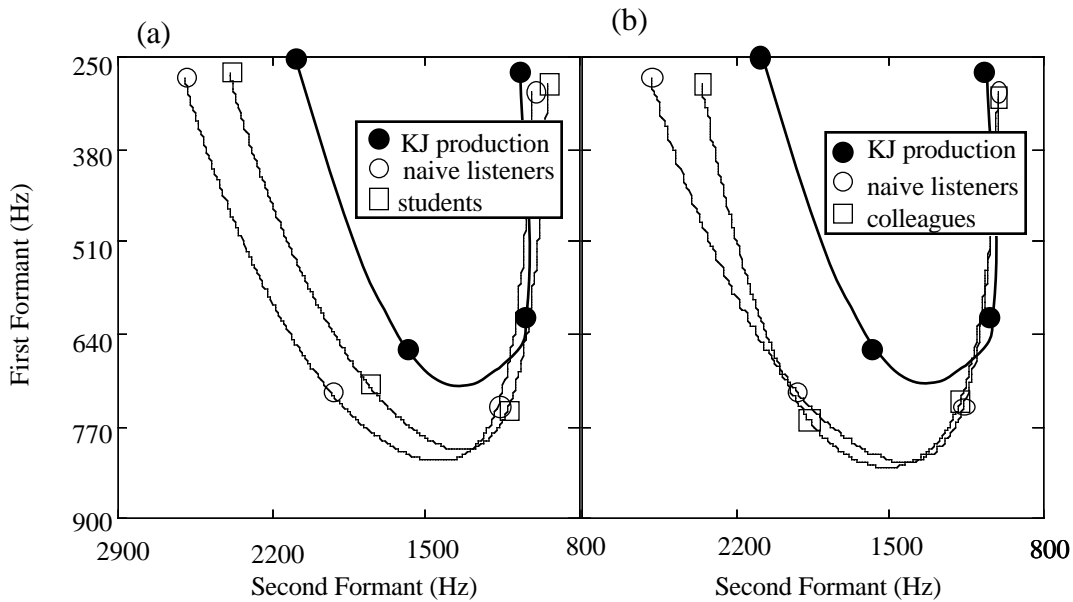 (a)
(b)
250
380
510
640
770
900
First Formant (Hz)
KJ production
naive listeners
students
KJ production
naive listeners
colleagues
2900
2200
1500
800
2200
1500
800
Second Formant (Hz)
Second Formant (Hz)